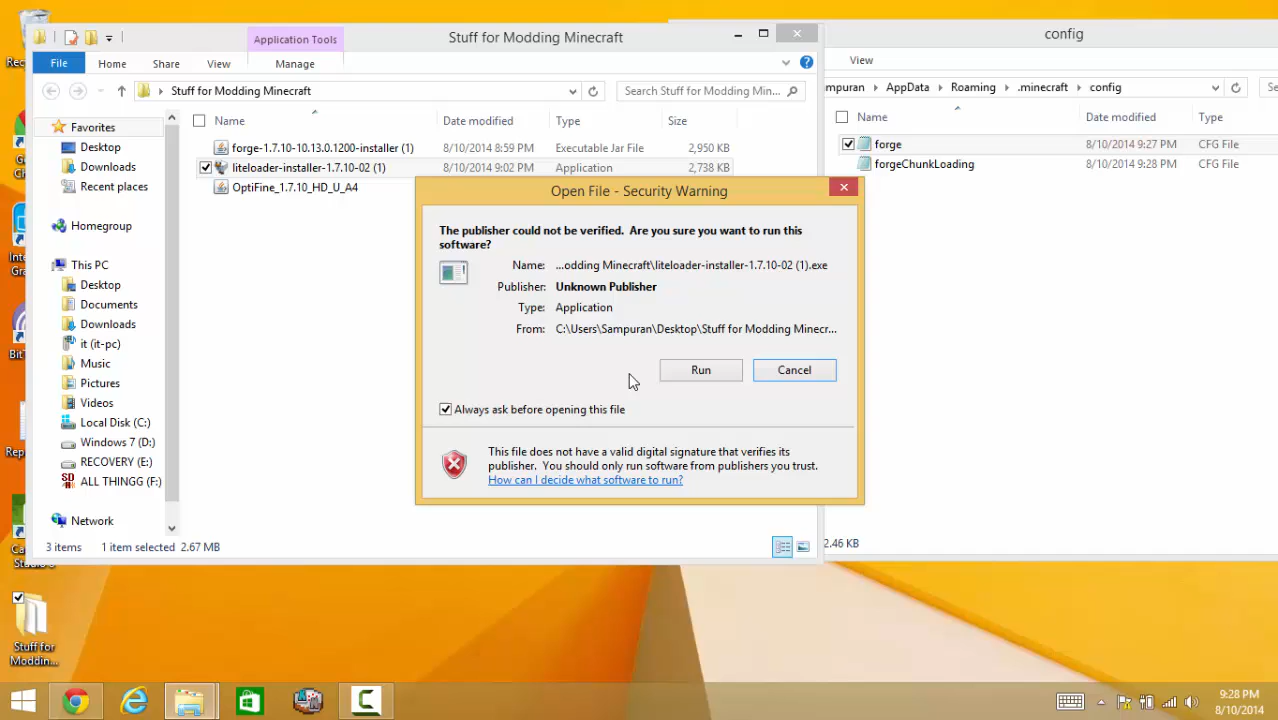 Application Tools
Stuff for Modding Minecraft
config
File
Home
Share
View
Manage
View
Stuff for Modding Minecraft
Search Stuff for Modding Min...
mpuran
AppData
Roaming
.minecraft
config
Se
Name
Date modified
Type
Size
Name
Date modified
Type
Favorites
Desktop
Downloads
Recent places
Homegroup
This PC
Desktop
Documents
Downloads
it (it-pc)
Music
Pictures
Videos
Local Disk (C:)
Windows 7 (D:)
RECOVERY (E:)
ALL THINGG (F:)
Network
forge-1.7.10-10.13.0.1200-installer (1)
8/10/2014 8:59 PM
Executable Jar File
2,950 KB
liteloader-installer-1.7.10-02 (1)
8/10/2014 9:02 PM
Application
2,738 KB
OptiFine_1.7.10_HD_U_A4
forge
8/10/2014 9:27 PM
CFG File
forgeChunkLoading
8/10/2014 9:28 PM
CFG File
Open File - Security Warning
The publisher could not be verified. Are you sure you want to run this
software?
Name: ...odding Minecraft\liteloader-installer-1.7.10-02 (1).exe
Publisher: Unknown Publisher
Type: Application
From: C:\Users\Sampuran\Desktop\Stuff for Modding Minecr...
Run
Cancel
Always ask before opening this file
This file does not have a valid digital signature that verifies its
publisher. You should only run software from publishers you trust.
How can I decide what software to run?
3 items
1 item selected 2.67 MB
2.46 KB
Stuff for
Moddin...
9:28 PM
8/10/2014